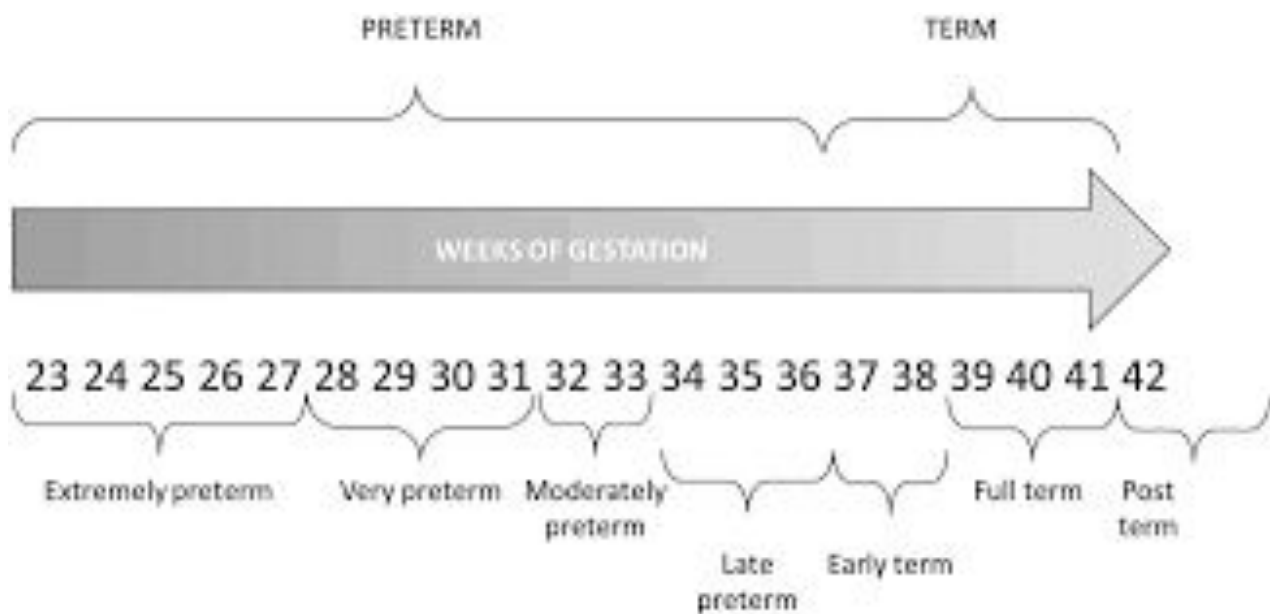 PRETERM TERM
WEEKS OF GESTATION
23 24 25 26 27 28 29 30 31 32 33 34 35 36 37 38 39 40 41 42
Extremely preterm Very preterm Moderately Full term Post
preterm term
Late Early term
preterm